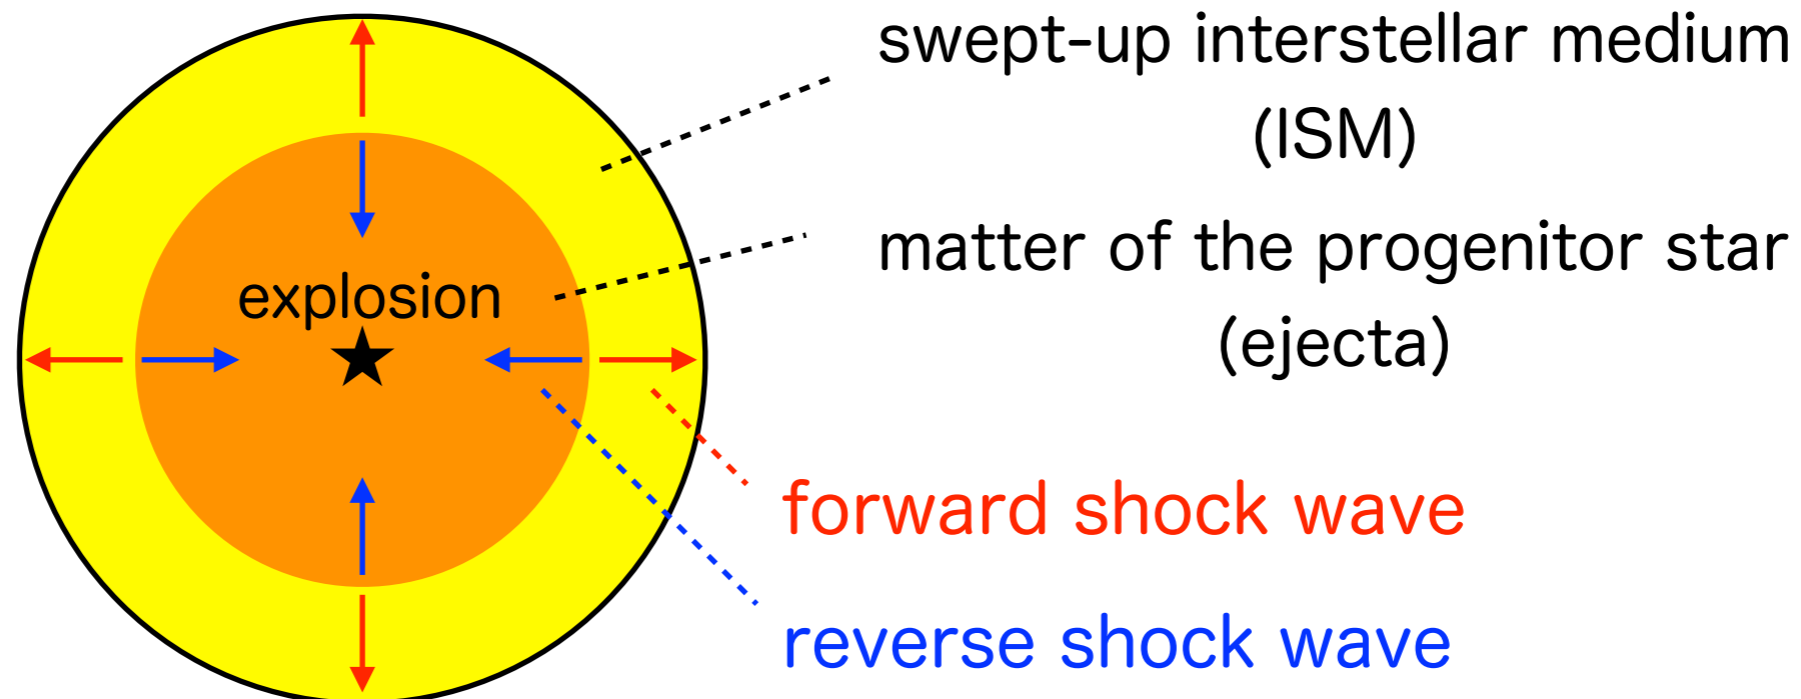 swept-up interstellar medium
(ISM)
matter of the progenitor star
(ejecta)
explosion
forward shock wave
reverse shock wave